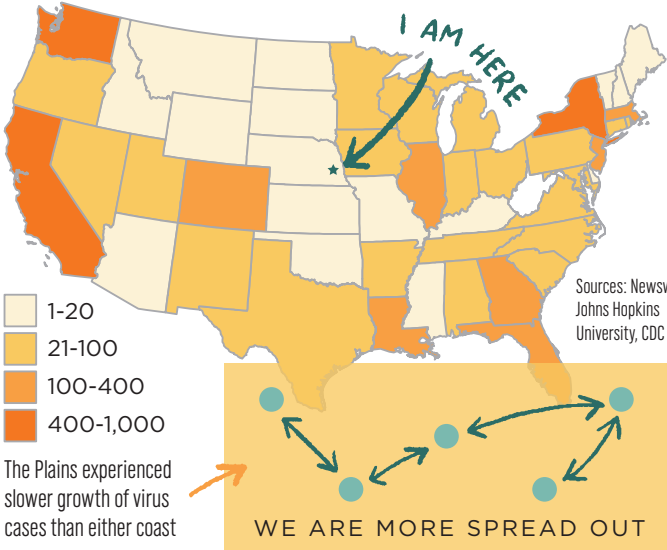 I AM HERE
Sources:
Johns Hopkins
University, CDC
1-20
21-100
100-400
400-1,000
The Plains experienced
slower growth of virus
cases than either coast
WE ARE MORE SPREAD OUT